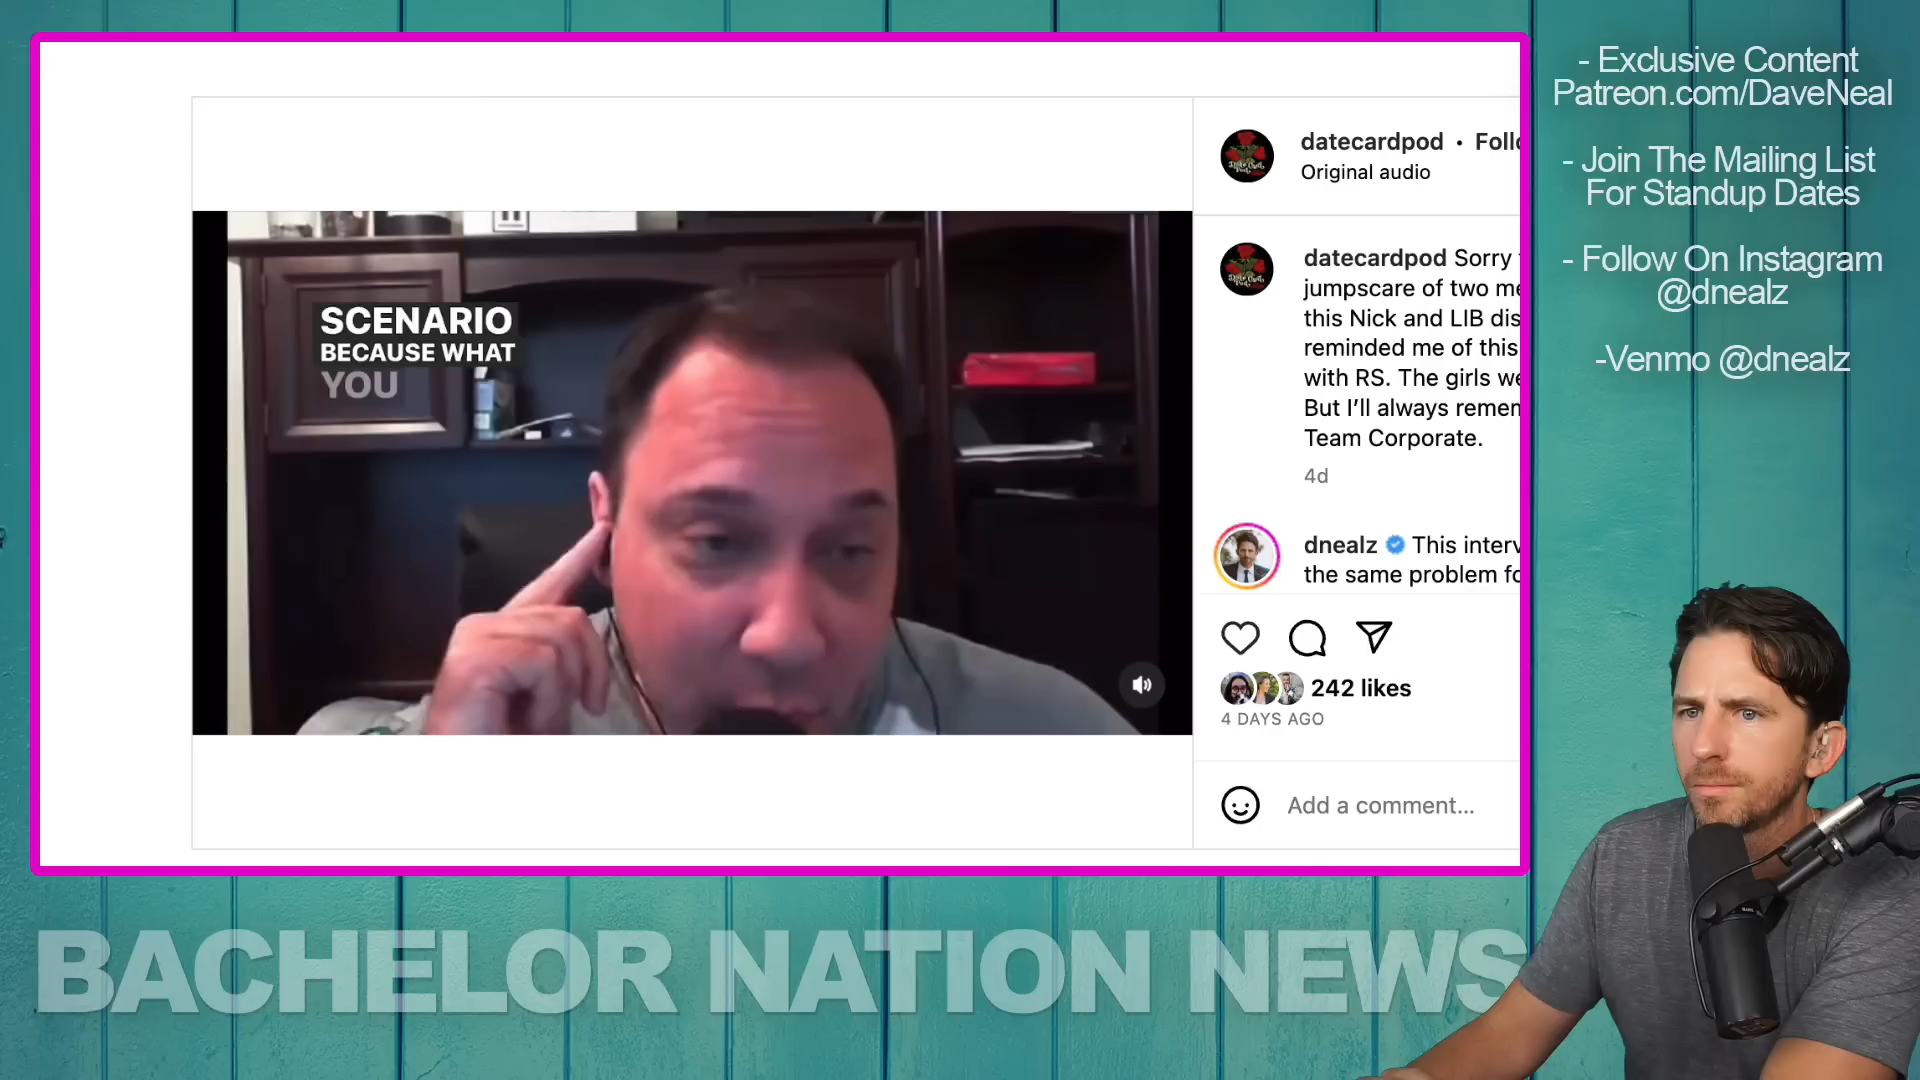 SCENARIO
BECAUSE WHAT
YOU
datecardpod • Follo
Original audio
datecardpod Sorry
jumpscare of two me
this Nick and LIB dis
reminded me of this
with RS. The girls we
But I'll always remem
Team Corporate.
4d
dnealz This interv
the same problem fo
242 likes
4 DAYS AGO
Add a comment...
- Exclusive Content
Patreon.com/DaveNeal
- Join The Mailing List
For Standup Dates
- Follow On Instagram
@dnealz
-Venmo @dnealz
BACHELOR NATION NEWS